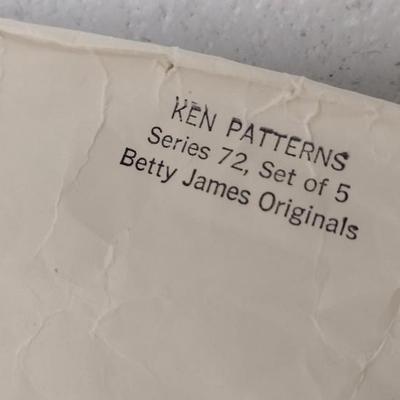 KEN PATTERNS
Series 72, Set of 5
Betty James Originals